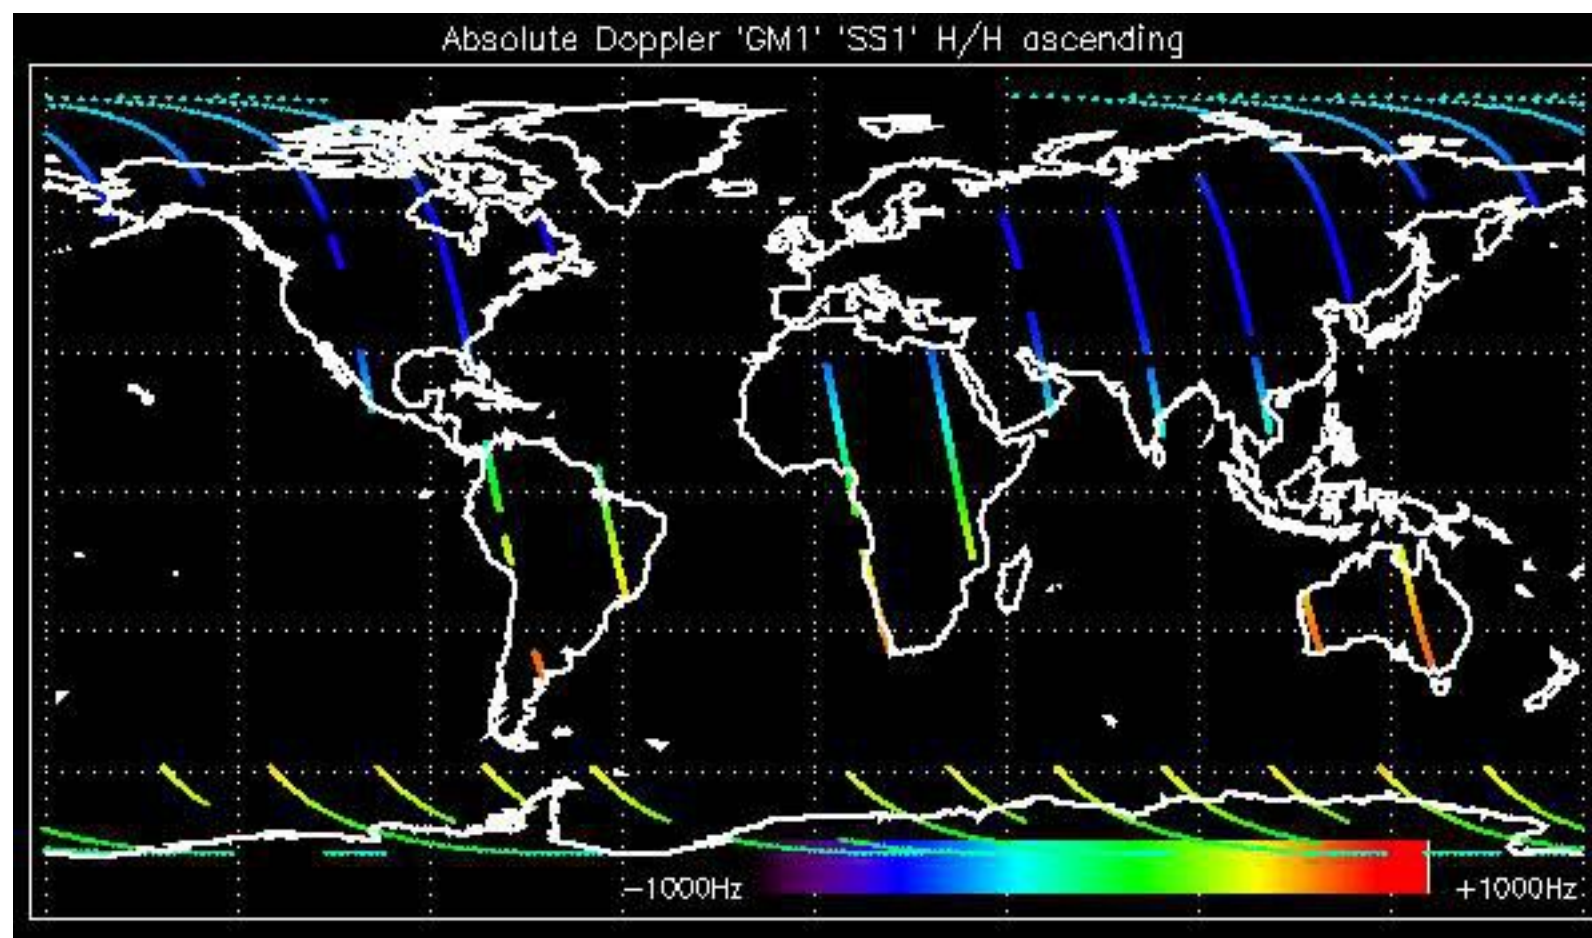 Absolute Doppler 'GM1' 'SS1' H/H ascending
−1000Hz
+1000Hz